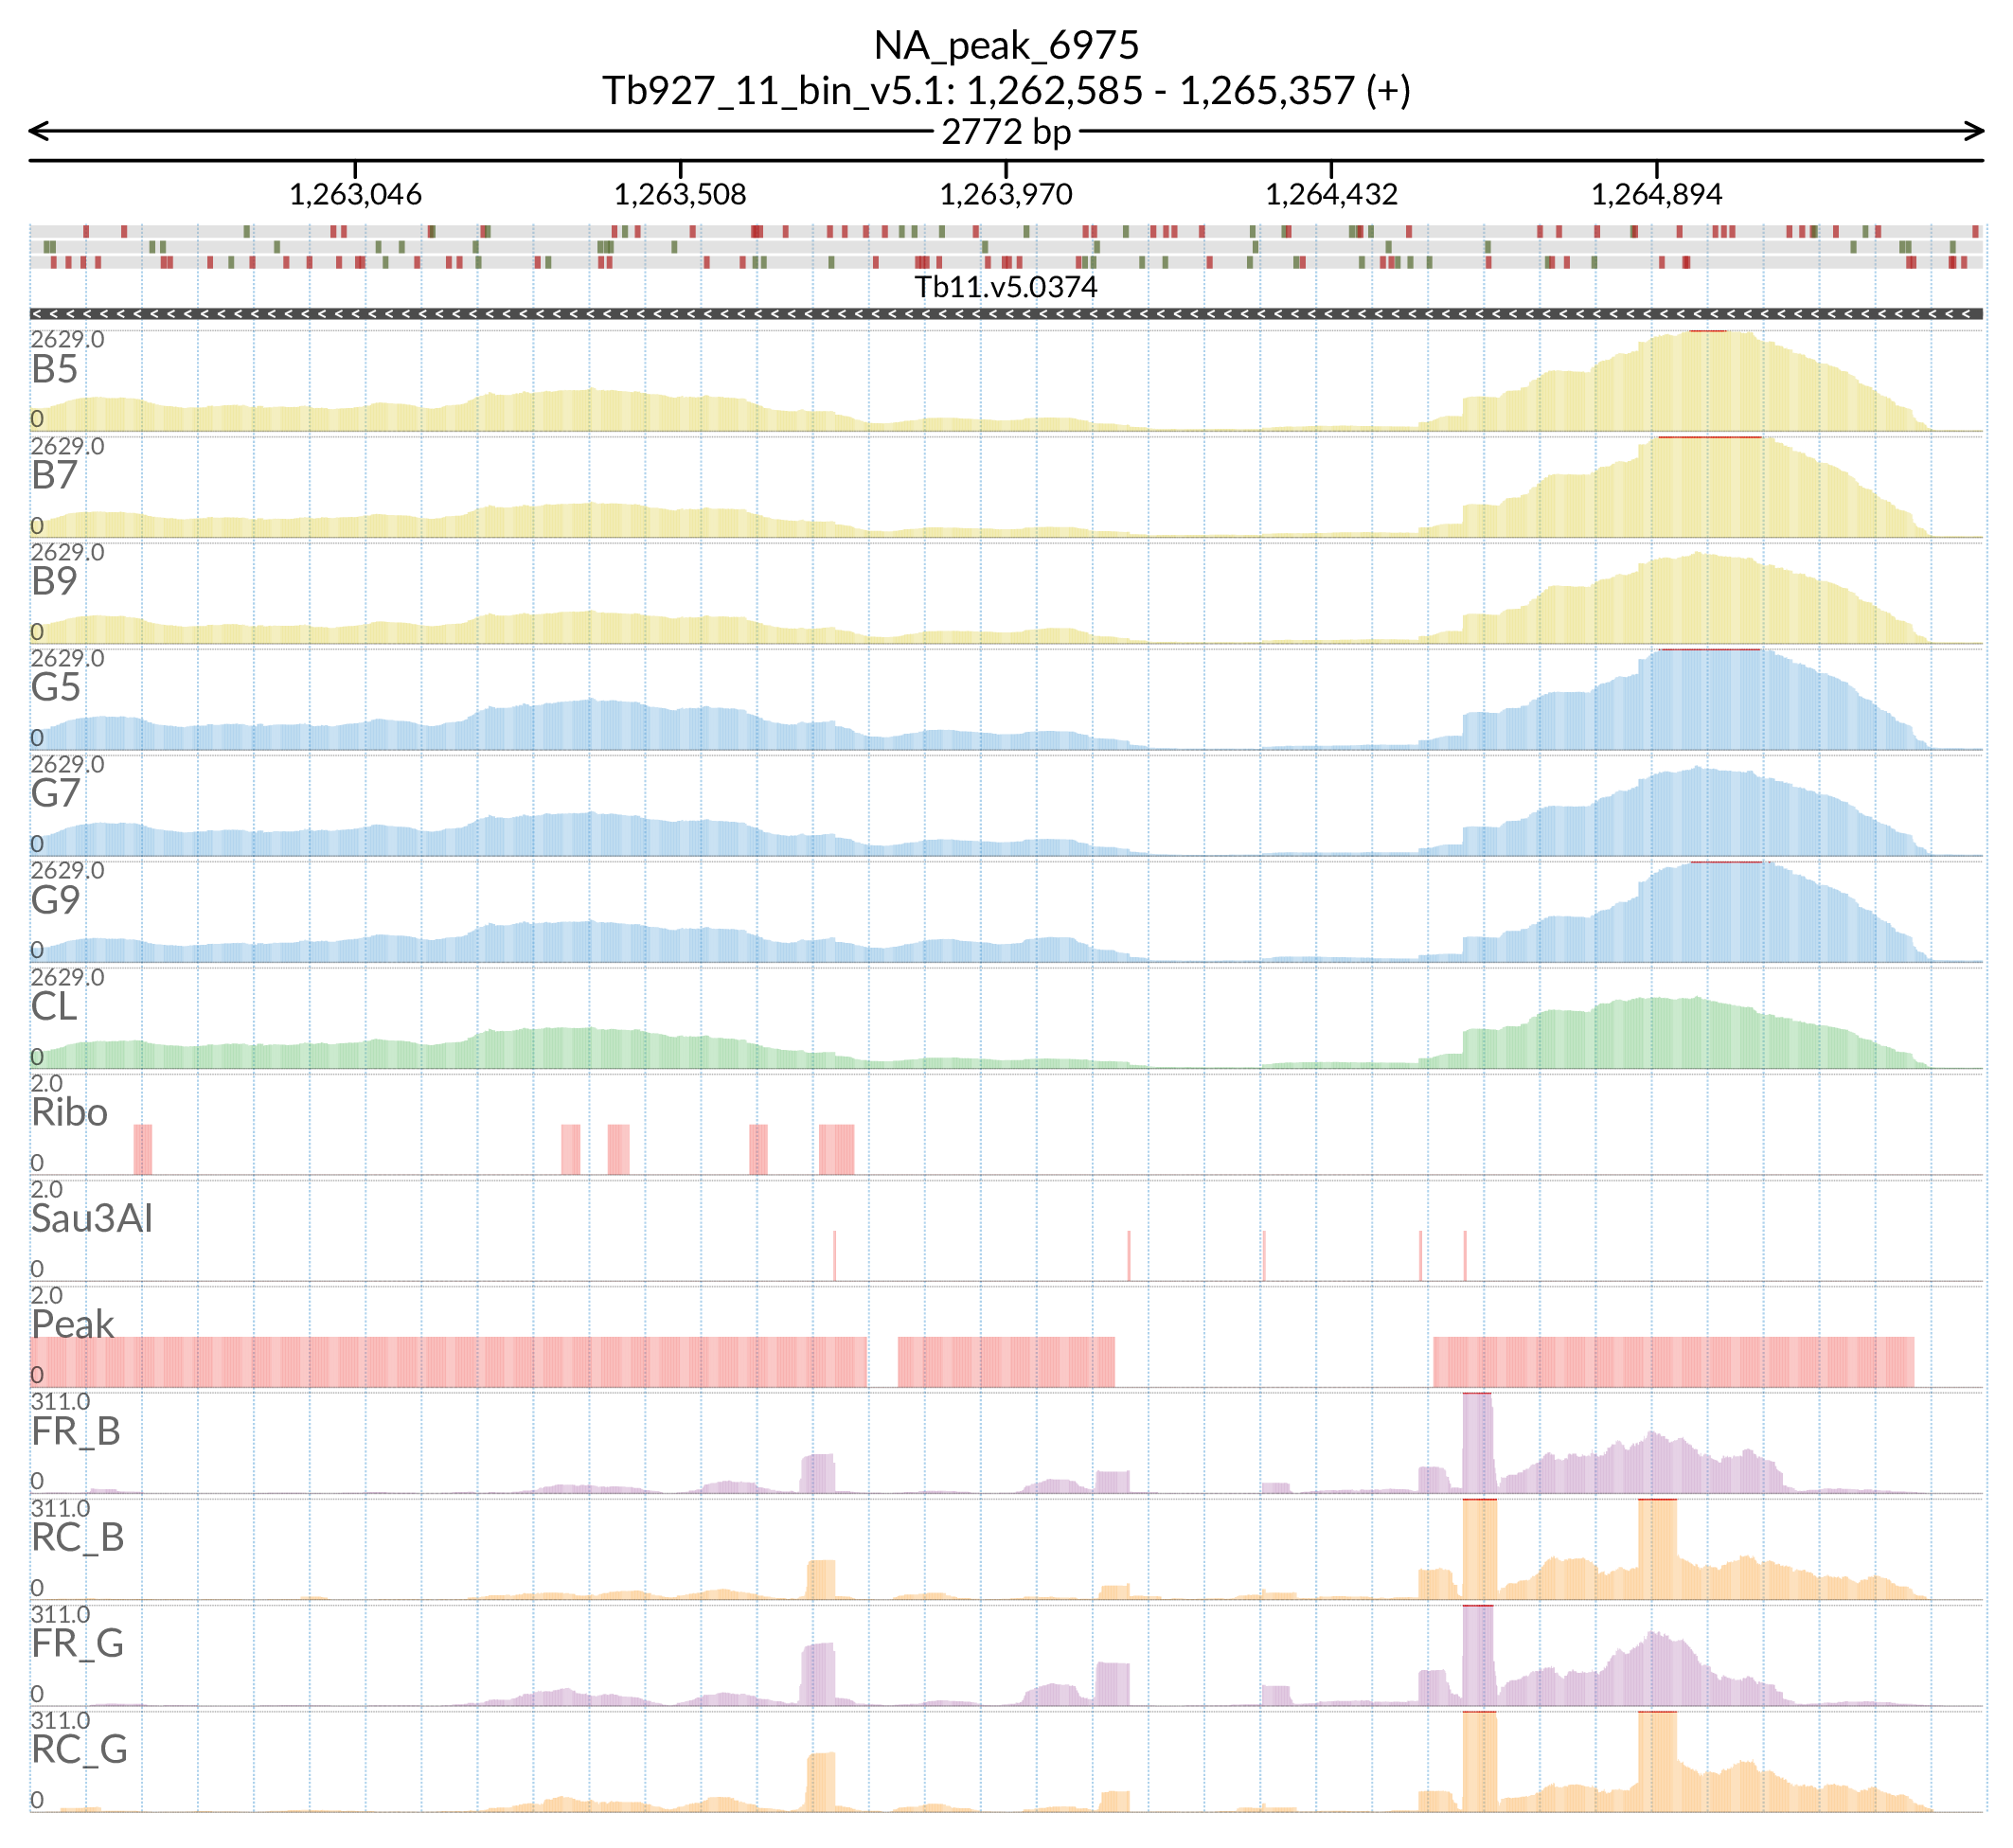 NA_peak_6975
Tb927_11_bin_v5.1: 1,262,585 - 1,265,357 (+)
2772 bp
1,263,046 1,263,508 1,263,970 1,264,432 1,264,894
Tb11.v5.0374
2629.0
B5
0
2629.0
B7
0
2629.0
B9
0
2629.0
G5
0
2629.0
G7
0
2629.0
G9
0
2629.0
CL
0
2.0
Ribo
0
2.0
Sau3AI
0
2.0
Peak
0
311.0
FR_B
0
311.0
RC_B
0
311.0
FR_G
0
311.0
RC_G
0